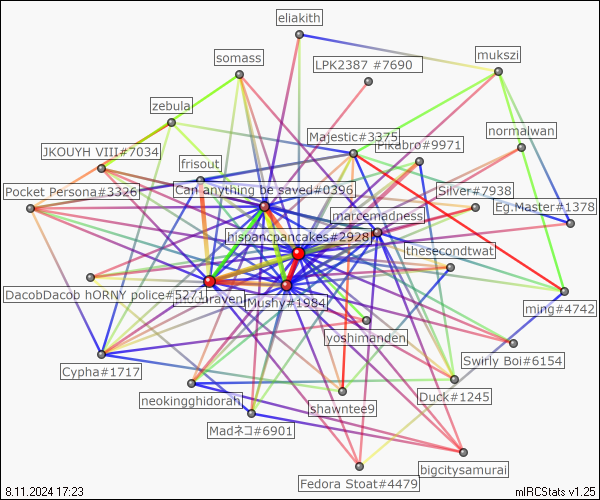 eliakith
mukszi
somass
LPK2387 #7690
zebula
normalwan
Majestic#3375
Pikabro#9971
JKOUYH VIII#7034
frisout
Pocket Persona#3326
Can anything be saved#0396
Silver#7938
Eg.Master#1378
marcemadness
hispancpancakes#2928
thesecondtwat
DacobDacob hORNY police#5271
raven
Mushy#1984
ming#4742
yoshimanden
Swirly Boi#6154
Cypha#1717
Duck#1245
neokingghidorah
shawntee9
Madネコ#6901
bigcitysamurai
Fedora Stoat#4479
8.11.2024 17:23
mIRCStats v1.25